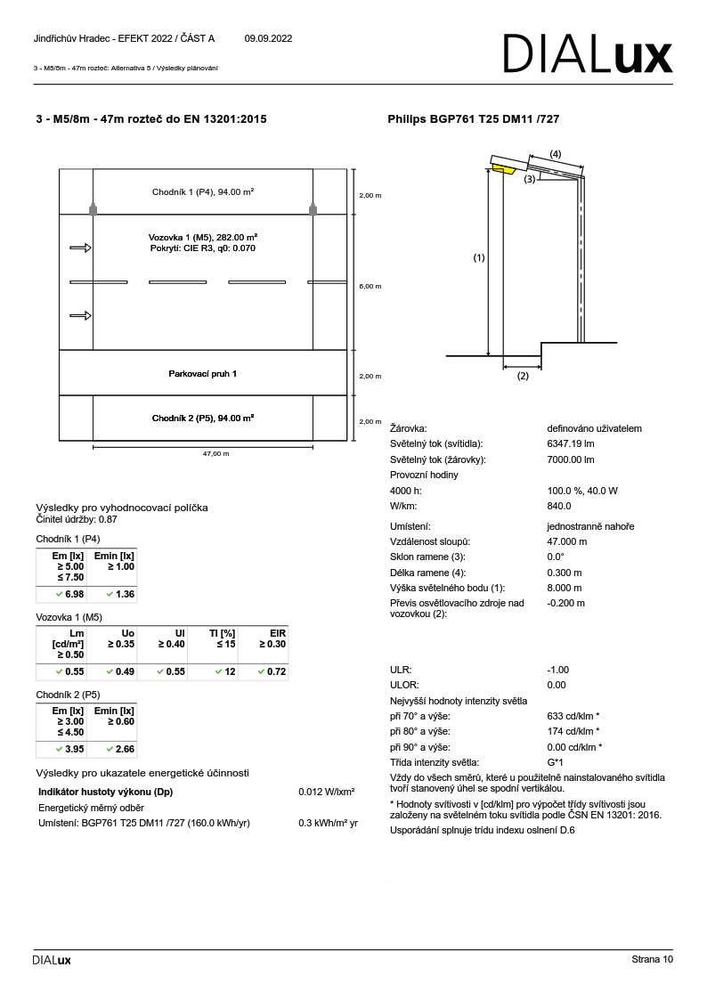 Jindřichův Hradec - EFEKT 2022 / ČÁST A 09.09.2022
DIALux
3 - M5/8m - 47m rozteč: Alternativa 5 / Výsledky plánování
3 - M5/8m - 47m rozteč do EN 13201:2015
Chodník 1 (P4), 94.00 m²
2,00 m
Vozovka 1 (M5), 282.00 m²
Pokrytí: CIE R3, q0: 0.070
6,00 m
Parkovací pruh 1
2,00 m
Chodník 2 (P5), 94.00 m²
2,00 m
47,00 m
Výsledky pro vyhodnocovací políčka
Činitel údržby: 0.87
Chodník 1 (P4)
Em [lx] Emin [lx]
≥ 5.00 ≥ 1.00
≤ 7.50
✓ 6.98 ✓ 1.36
Vozovka 1 (M5)
Lm Uo Ul TI [%] EIR
[cd/m²] ≥ 0.35 ≥ 0.40 ≤ 15 ≥ 0.30
≥ 0.50
✓ 0.55 ✓ 0.49 ✓ 0.55 ✓ 12 ✓ 0.72
Chodník 2 (P5)
Em [lx] Emin [lx]
≥ 3.00 ≥ 0.60
≤ 4.50
✓ 3.95 ✓ 2.66
Výsledky pro ukazatele energetické účinnosti
Indikátor hustoty výkonu (Dp) 0.012 W/lxm²
Energetický měrný odběr
Umístení: BGP761 T25 DM11 /727 (160.0 kWh/yr) 0.3 kWh/m² yr
Philips BGP761 T25 DM11 /727
(4)
(3)
(1)
(2)
Žárovka: definováno uživatelem
Světelný tok (svítidla): 6347.19 lm
Světelný tok (žárovky): 7000.00 lm
Provozní hodiny
4000 h: 100.0 %, 40.0 W
W/km: 840.0
Umístení: jednostranně nahoře
Vzdálenost sloupů: 47.000 m
Sklon ramene (3): 0.0°
Délka ramene (4): 0.300 m
Výška světelného bodu (1): 8.000 m
Převis osvětlovacího zdroje nad -0.200 m
vozovkou (2):
ULR: -1.00
ULOR: 0.00
Nejvyšší hodnoty intenzity světla
při 70° a výše: 633 cd/klm *
při 80° a výše: 174 cd/klm *
při 90° a výše: 0.00 cd/klm *
Třída intenzity světla: G*1
Vždy do všech směrů, které u použitelně nainstalovaného svítidla
tvoří stanovený úhel se spodní vertikálou.
* Hodnoty svítivosti v [cd/klm] pro výpočet třídy svítivosti jsou
založeny na světelném toku svítidla podle ČSN EN 13201: 2016.
Usporádání splnuje trídu indexu oslnení D.6
DIALux
Strana 10